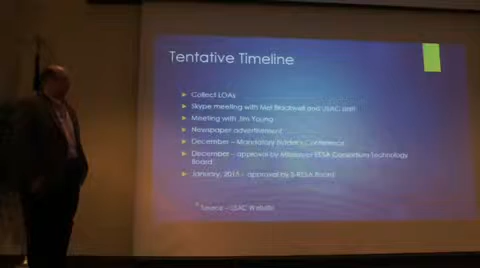 Tentative Timeline
Collect LOAs
Skype meeting with Mel Blackwell and USAC staff
Meeting with Jim Young
Newspaper advertisement
December – Mandatory Bidders Conference
December – approval by Missouri EESA Consortium Technology
Board
January, 2015 – approval by S-RESA Board
* Source – USAC Website